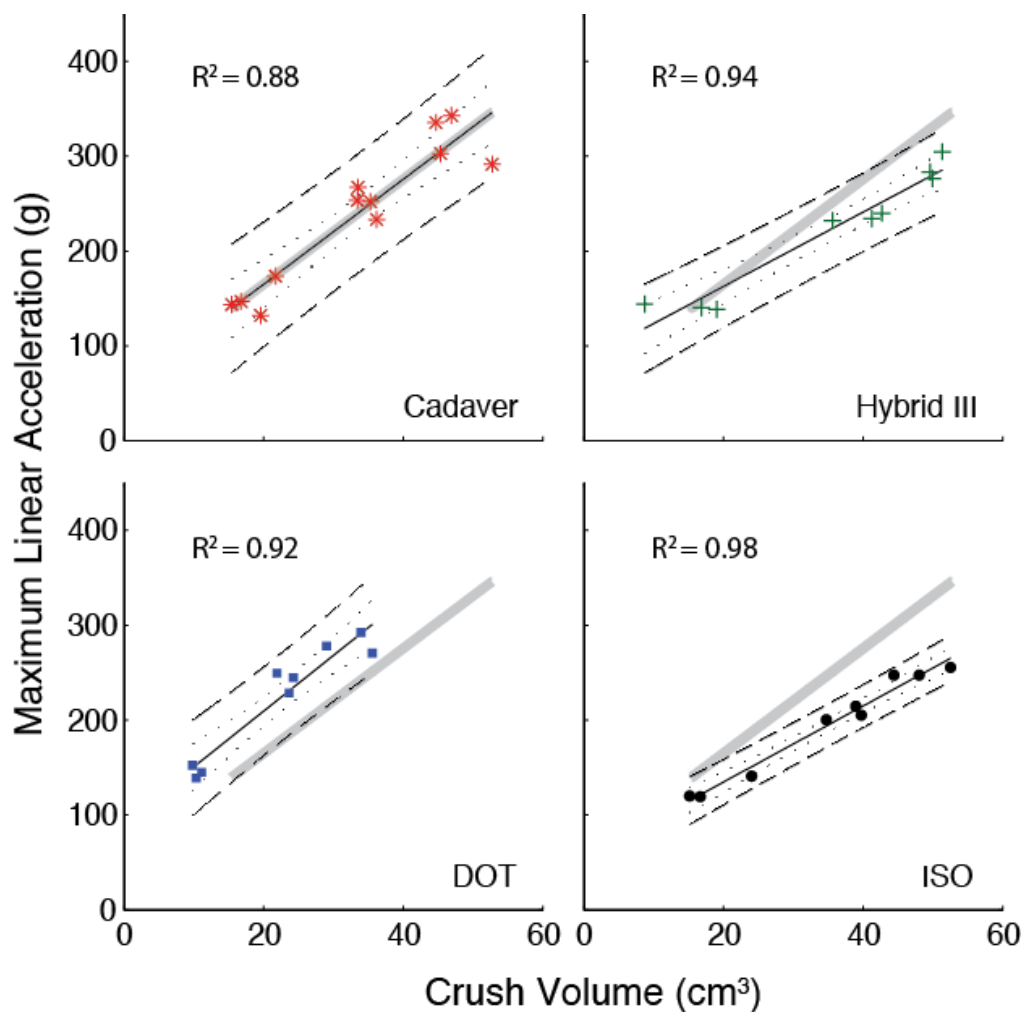 Maximum Linear Acceleration (g)
400
300
200
100
0
R² = 0.88
Cadaver
R² = 0.94
Hybrid III
400
300
200
100
0
R² = 0.92
DOT
R² = 0.98
ISO
0 20 40 60
0 20 40 60
Crush Volume (cm³)